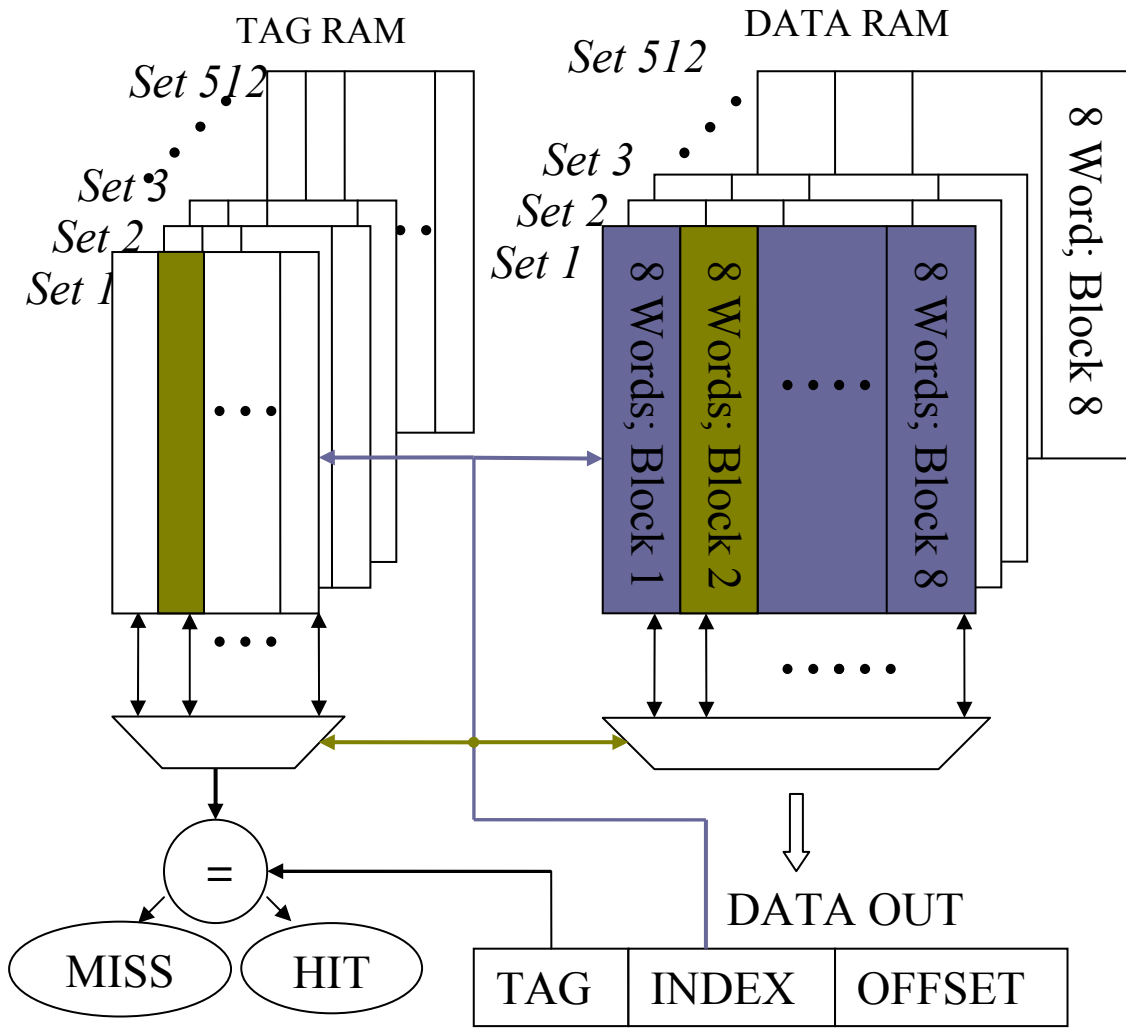 TAG RAM
DATA RAM
Set 512
Set 3
Set 2
Set 1
Set 512
Set 3
Set 2
Set 1
8 Words; Block 1
8 Words; Block 2
8 Words; Block 8
8 Word; Block 8
=
MISS
HIT
DATA OUT
TAG
INDEX
OFFSET